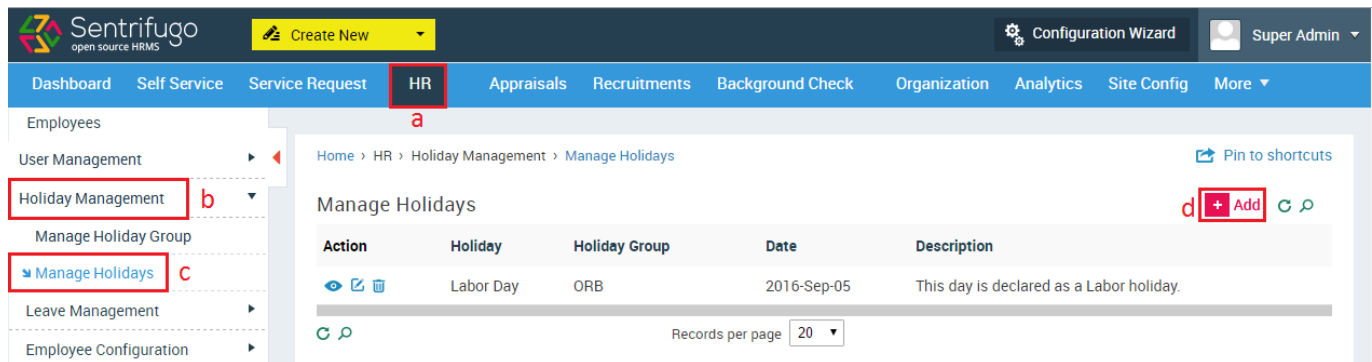 Sentrifugo
open source HRMS
Create New
Configuration Wizard
Super Admin
Dashboard Self Service Service Request HR Appraisals Recruitments Background Check Organization Analytics Site Config More
a
Employees
User Management
Home › HR › Holiday Management › Manage Holidays
Pin to shortcuts
Holiday Management b
Manage Holidays
d + Add
Manage Holiday Group
Action Holiday Holiday Group Date Description
Manage Holidays c
Labor Day ORB 2016-Sep-05 This day is declared as a Labor holiday.
Leave Management
Records per page 20
Employee Configuration